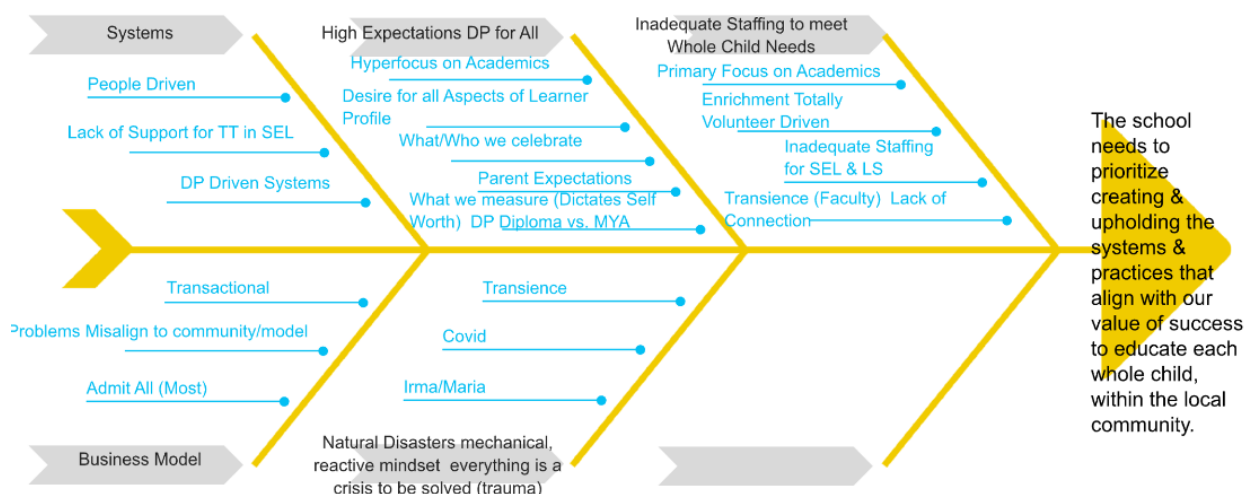 Systems
People Driven
Lack of Support for TT in SEL
DP Driven Systems
High Expectations DP for All
Hyperfocus on Academics
Desire for all Aspects of Learner
Profile
What/Who we celebrate
Parent Expectations
What we measure (Dictates Self
Worth) DP Diploma vs. MYA
Inadequate Staffing to meet
Whole Child Needs
Primary Focus on Academics
Enrichment Totally
Volunteer Driven
Inadequate Staffing
for SEL & LS
Transience (Faculty) Lack of
Connection
The school
needs to
prioritize
creating &
upholding the
systems &
practices that
align with our
value of success
to educate each
whole child,
within the local
community.
Transactional
Problems Misalign to community/model
Admit All (Most)
Business Model
Transience
Covid
Irma/Maria
Natural Disasters mechanical,
reactive mindset everything is a
crisis to be solved (trauma)